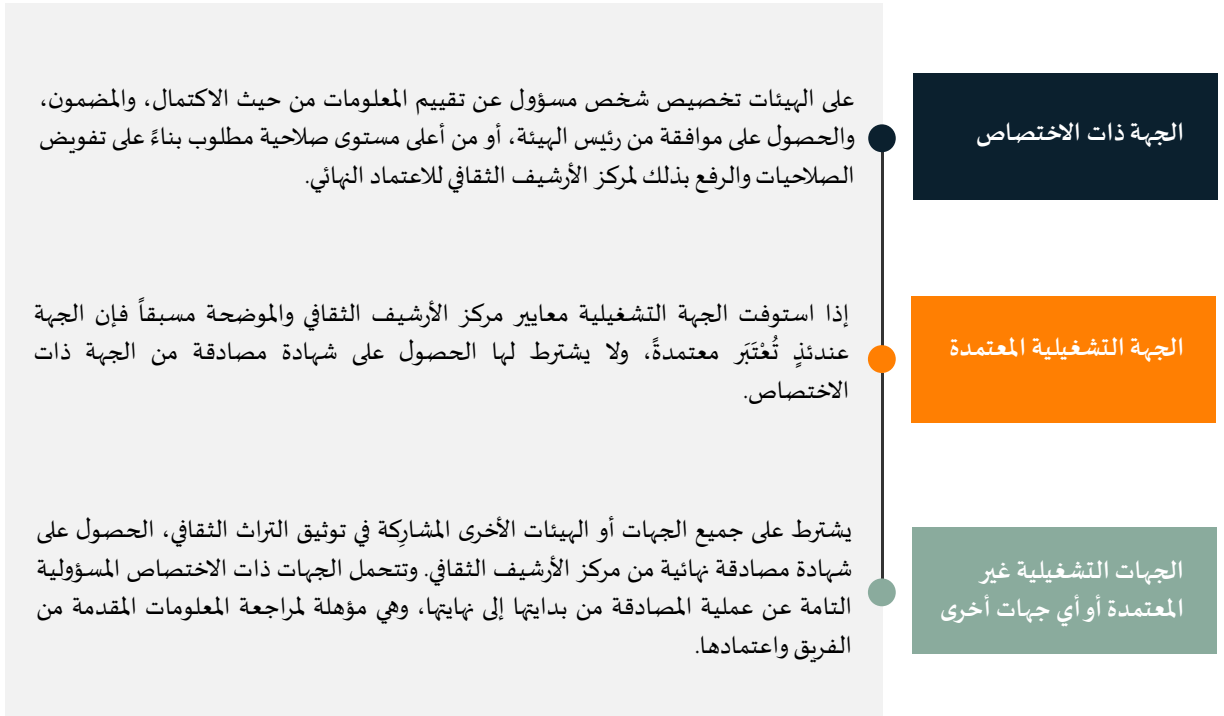 الجهة ذات الاختصاص
على الهيئات تخصيص شخص مسؤول عن تقييم المعلومات من حيث الاكتمال، والمضمون،
والحصول على موافقة من رئيس الهيئة، أو من أعلى مستوى صلاحية مطلوب بناءً على تفويض
الصلاحيات والرفع بذلك لمركز الأرشيف الثقافي للاعتماد النهائي.
الجهة التشغيلية المعتمدة
إذا استوفت الجهة التشغيلية معايير مركز الأرشيف الثقافي والموضحة مسبقاً فإن الجهة
عندئذٍ تُعْتَبَر معتمدةً، ولا يشترط لها الحصول على شهادة مصادقة من الجهة ذات
الاختصاص.
الجهات التشغيلية غير
المعتمدة أو أي جهات أخرى
يشترط على جميع الجهات أو الهيئات الأخرى المشارِكة في توثيق التراث الثقافي، الحصول على
شهادة مصادقة نهائية من مركز الأرشيف الثقافي. وتتحمل الجهات ذات الاختصاص المسؤولية
التامة عن عملية المصادقة من بدايتها إلى نهايتها، وهي مؤهلة لمراجعة المعلومات المقدمة من
الفريق واعتمادها.